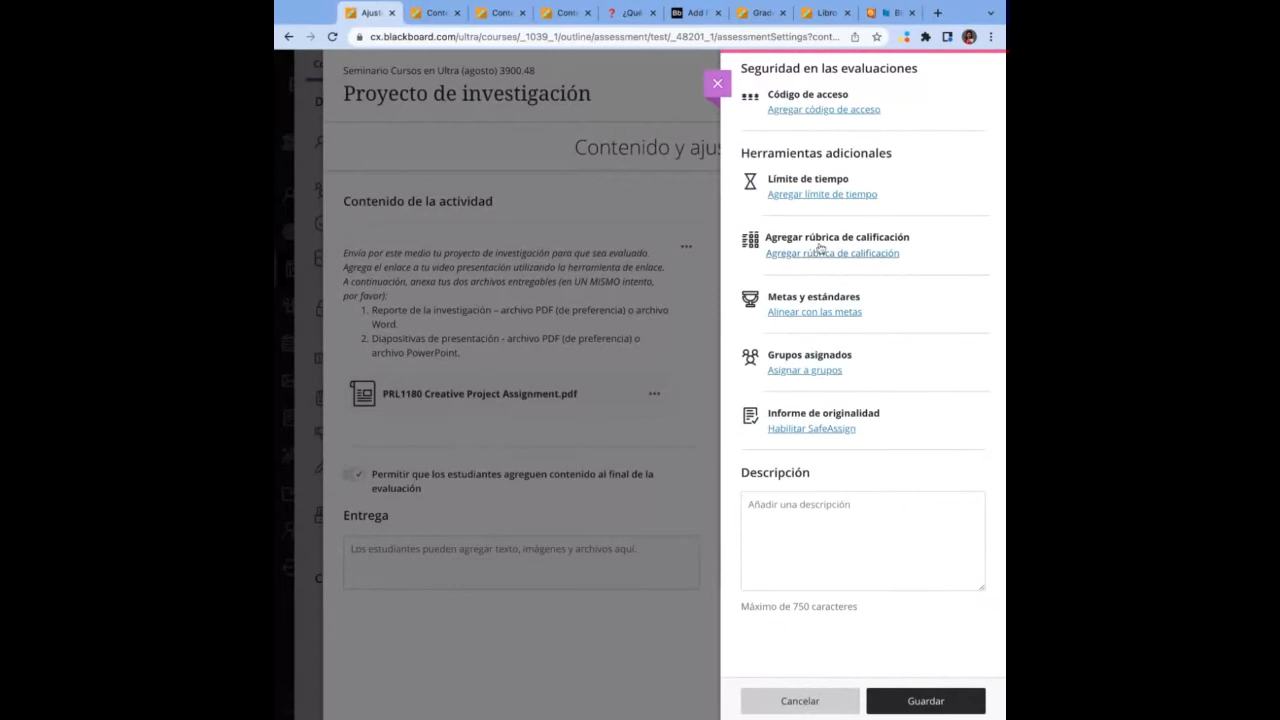 Ajust
Conte
Conte
Conte
¿Qué
Add
Grad
Libro
cx.blackboard.com/ultra/courses/_1039_1/outline/assessment/test/_48201_1/assessmentSettings?cont...
Seminario Cursos en Ultra (agosto) 3900.48
Proyecto de investigación
Contenido y ajus
Contenido de la actividad
Envía por este medio tu proyecto de investigación para que sea evaluado.
Agrega el enlace a tu video presentación utilizando la herramienta de enlace.
A continuación, anexa tus dos archivos entregables (en UN MISMO intento,
por favor):
1. Reporte de la investigación – archivo PDF (de preferencia) o archivo
Word.
2. Diapositivas de presentación - archivo PDF (de preferencia) o
archivo PowerPoint.
PRL1180 Creative Project Assignment.pdf
Permitir que los estudiantes agreguen contenido al final de la
evaluación
Entrega
Los estudiantes pueden agregar texto, imágenes y archivos aquí.
Seguridad en las evaluaciones
Código de acceso
Agregar código de acceso
Herramientas adicionales
Límite de tiempo
Agregar límite de tiempo
Agregar rúbrica de calificación
Agregar rúbrica de calificación
Metas y estándares
Alinear con las metas
Grupos asignados
Asignar a grupos
Informe de originalidad
Habilitar SafeAssign
Descripción
Añadir una descripción
Máximo de 750 caracteres
Cancelar
Guardar